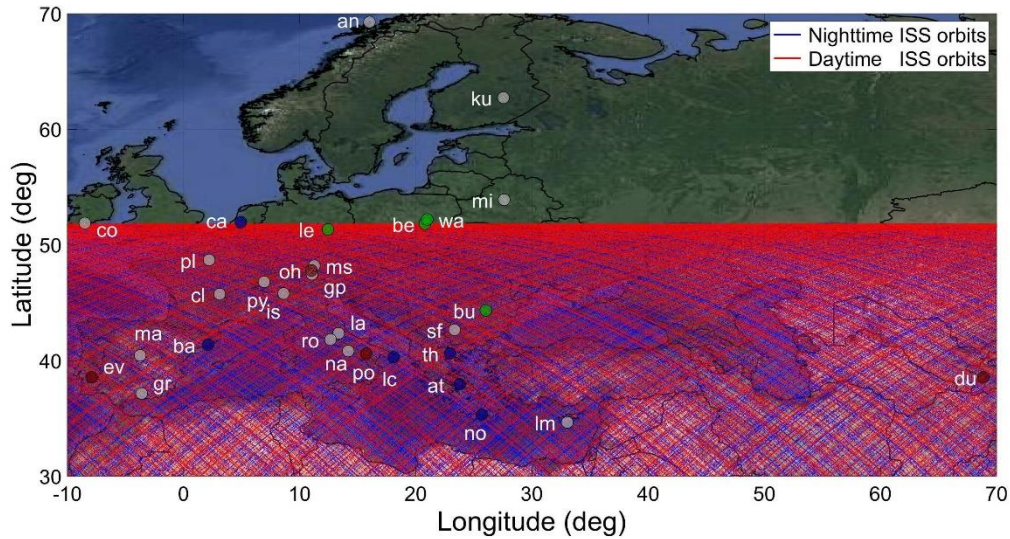 70
60
50
40
30
Latitude (deg)
-10 0 10 20 30 40 50 60 70
Longitude (deg)
Nighttime ISS orbits
Daytime ISS orbits
an
ku
mi
co
ca
le
be
wa
pl
oh
ms
gp
cl
py
is
bu
ma
la
sf
ba
ro
th
ev
na
po
lc
at
du
gr
no
lm